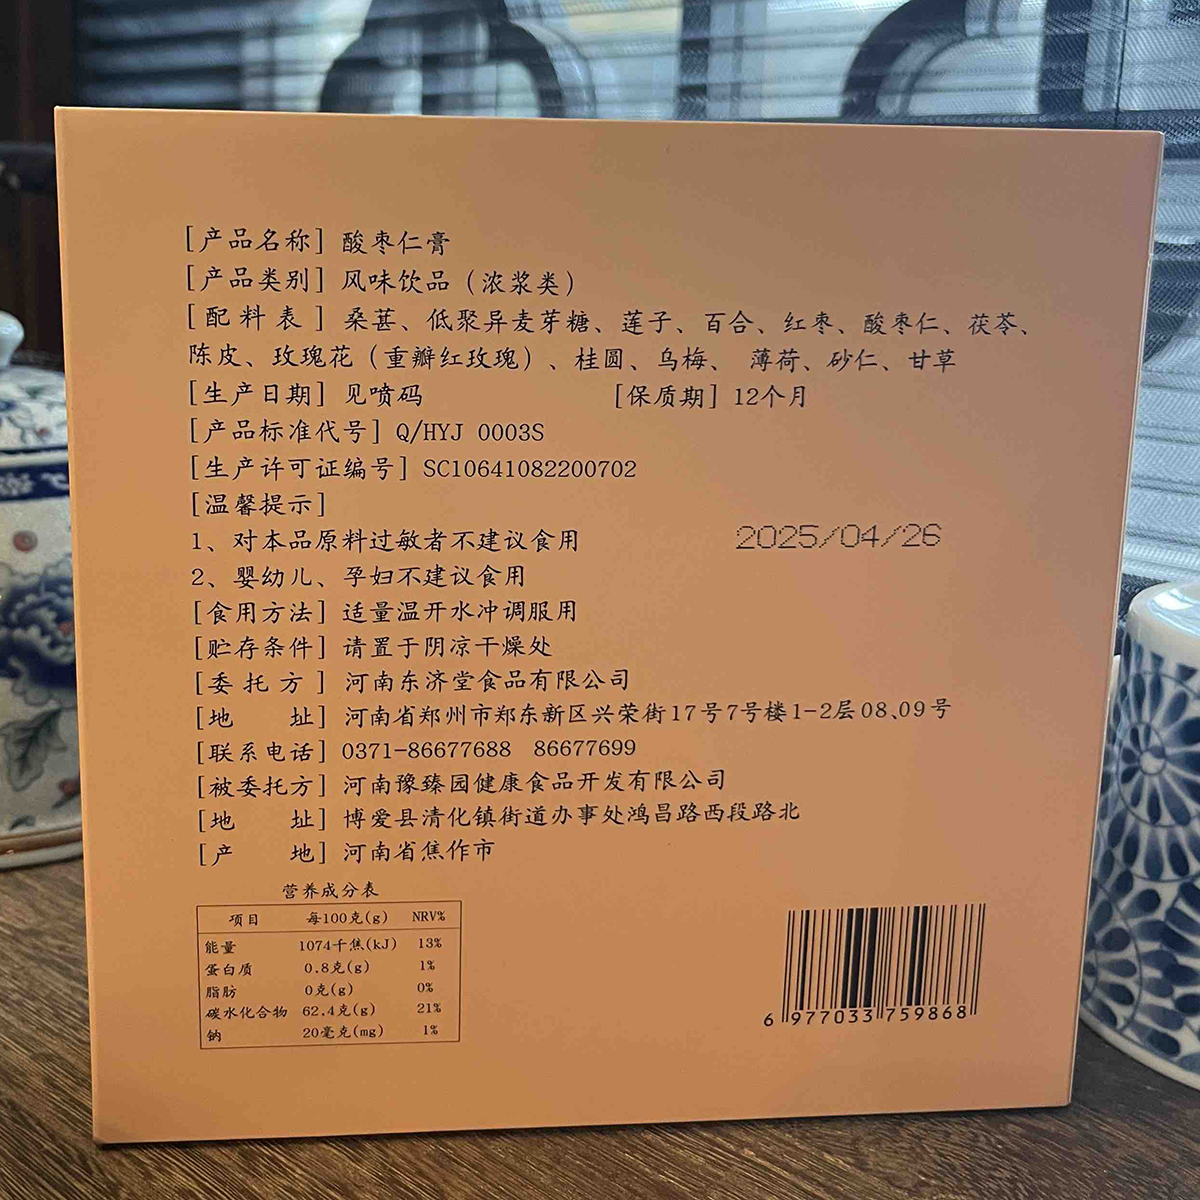 [产品名称] 酸枣仁膏
[产品类别] 风味饮品（浓浆类）
[配料表] 桑葚、低聚异麦芽糖、莲子、百合、红枣、酸枣仁、茯苓、
陈皮、玫瑰花（重瓣红玫瑰）、桂圆、乌梅、薄荷、砂仁、甘草
[生产日期] 见喷码 [保质期] 12个月
[产品标准代号] Q/HYJ 0003S
[生产许可证编号] SC10641082200702
[温馨提示]
1、对本品原料过敏者不建议食用
2025/04/26
2、婴幼儿、孕妇不建议食用
[食用方法] 适量温开水冲调服用
[贮存条件] 请置于阴凉干燥处
[委托方] 河南东济堂食品有限公司
[地 址] 河南省郑州市郑东新区兴荣街17号7号楼1-2层08、09号
[联系电话] 0371-86677688 86677699
[被委托方] 河南豫臻园健康食品开发有限公司
[地 址] 博爱县清化镇街道办事处鸿昌路西段路北
[产 地] 河南省焦作市
营养成分表
项目 每100克(g) NRV%
能量 1074千焦(kJ) 13%
蛋白质 0.8克(g) 1%
脂肪 0克(g) 0%
碳水化合物 62.4克(g) 21%
钠 20毫克(mg) 1%
6 977033 759868